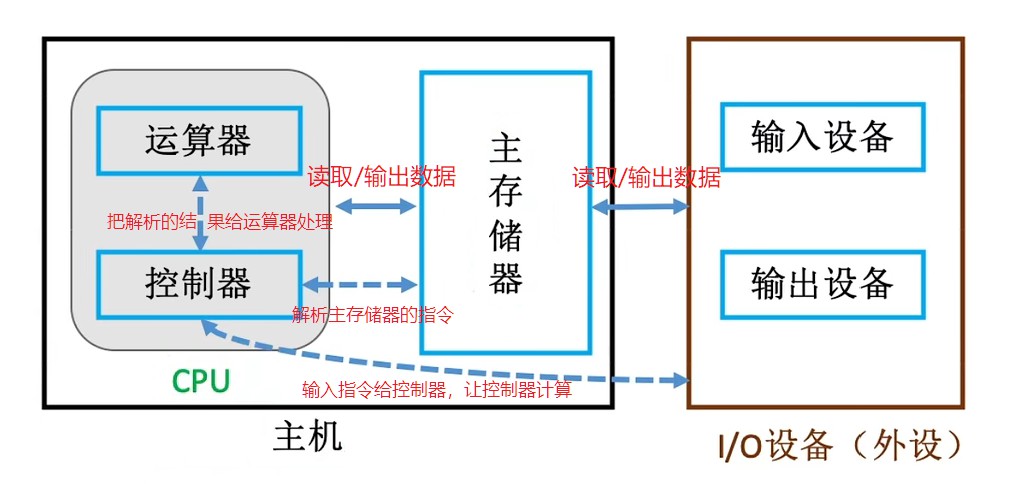 运算器
读取/输出数据
读取/输出数据
输入设备
主存储器
把解析的结 果给运算器处理
控制器
输出设备
解析主存储器的指令
CPU
输入指令给控制器，让控制器计算
主机
I/O设备（外设）